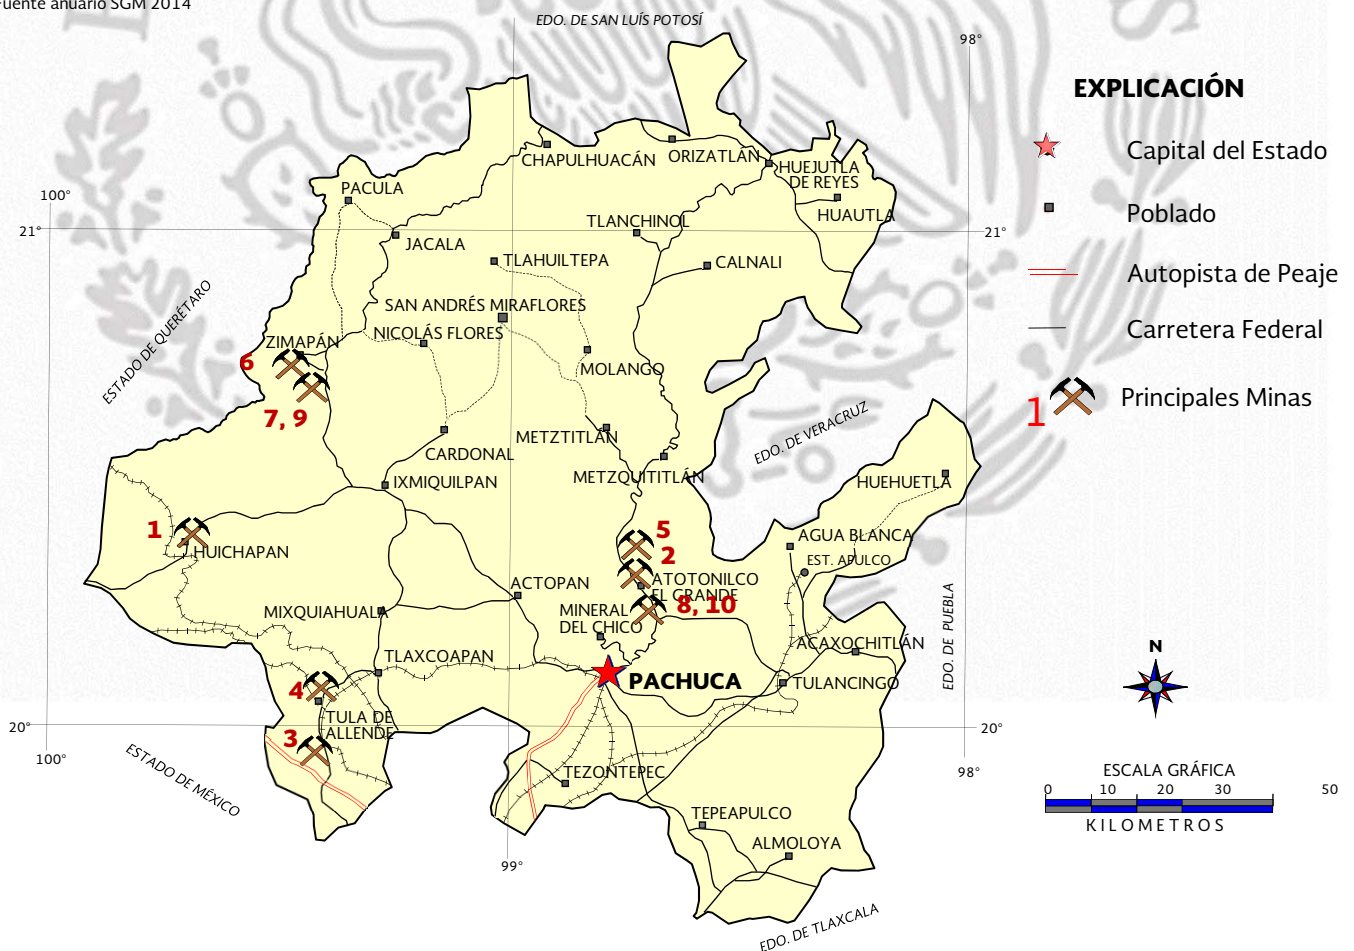 Fuente anuario SGM 2014
EDO. DE SAN LUÍS POTOSÍ
98°
EXPLICACIÓN
Capital del Estado
Poblado
Autopista de Peaje
Carretera Federal
1
Principales Minas
CHAPULHUACÁN
ORIZATLÁN
HUEJUTLA
DE REYES
PACULA
HUAUTLA
100°
21°
21°
TLANCHINOL
JACALA
TLAHUILTEPA
CALNALI
ESTADO DE QUERÉTARO
SAN ANDRÉS MIRAFLORES
NICOLÁS FLORES
ZIMAPÁN
6
MOLANGO
7, 9
METZTITLÁN
EDO. DE VERACRUZ
CARDONAL
METZQUITITLÁN
IXMIQUILPAN
HUEHUETLA
1
5
HUICHAPAN
2
AGUA BLANCA
EST. APULCO
ATOTONILCO
EL GRANDE
ACTOPAN
8, 10
MIXQUIAHUALA
MINERAL
DEL CHICO
EDO. DE PUEBLA
ACAXOCHITLÁN
TLAXCOAPAN
PACHUCA
TULANCINGO
4
TULA DE
ALLENDE
3
20°
20°
100°
98°
N
ESTADO DE MÉXICO
TEZONTEPEC
TEPEAPULCO
ALMOLOYA
99°
EDO. DE TLAXCALA
ESCALA GRÁFICA
0 10 20 30 50
KILOMETROS